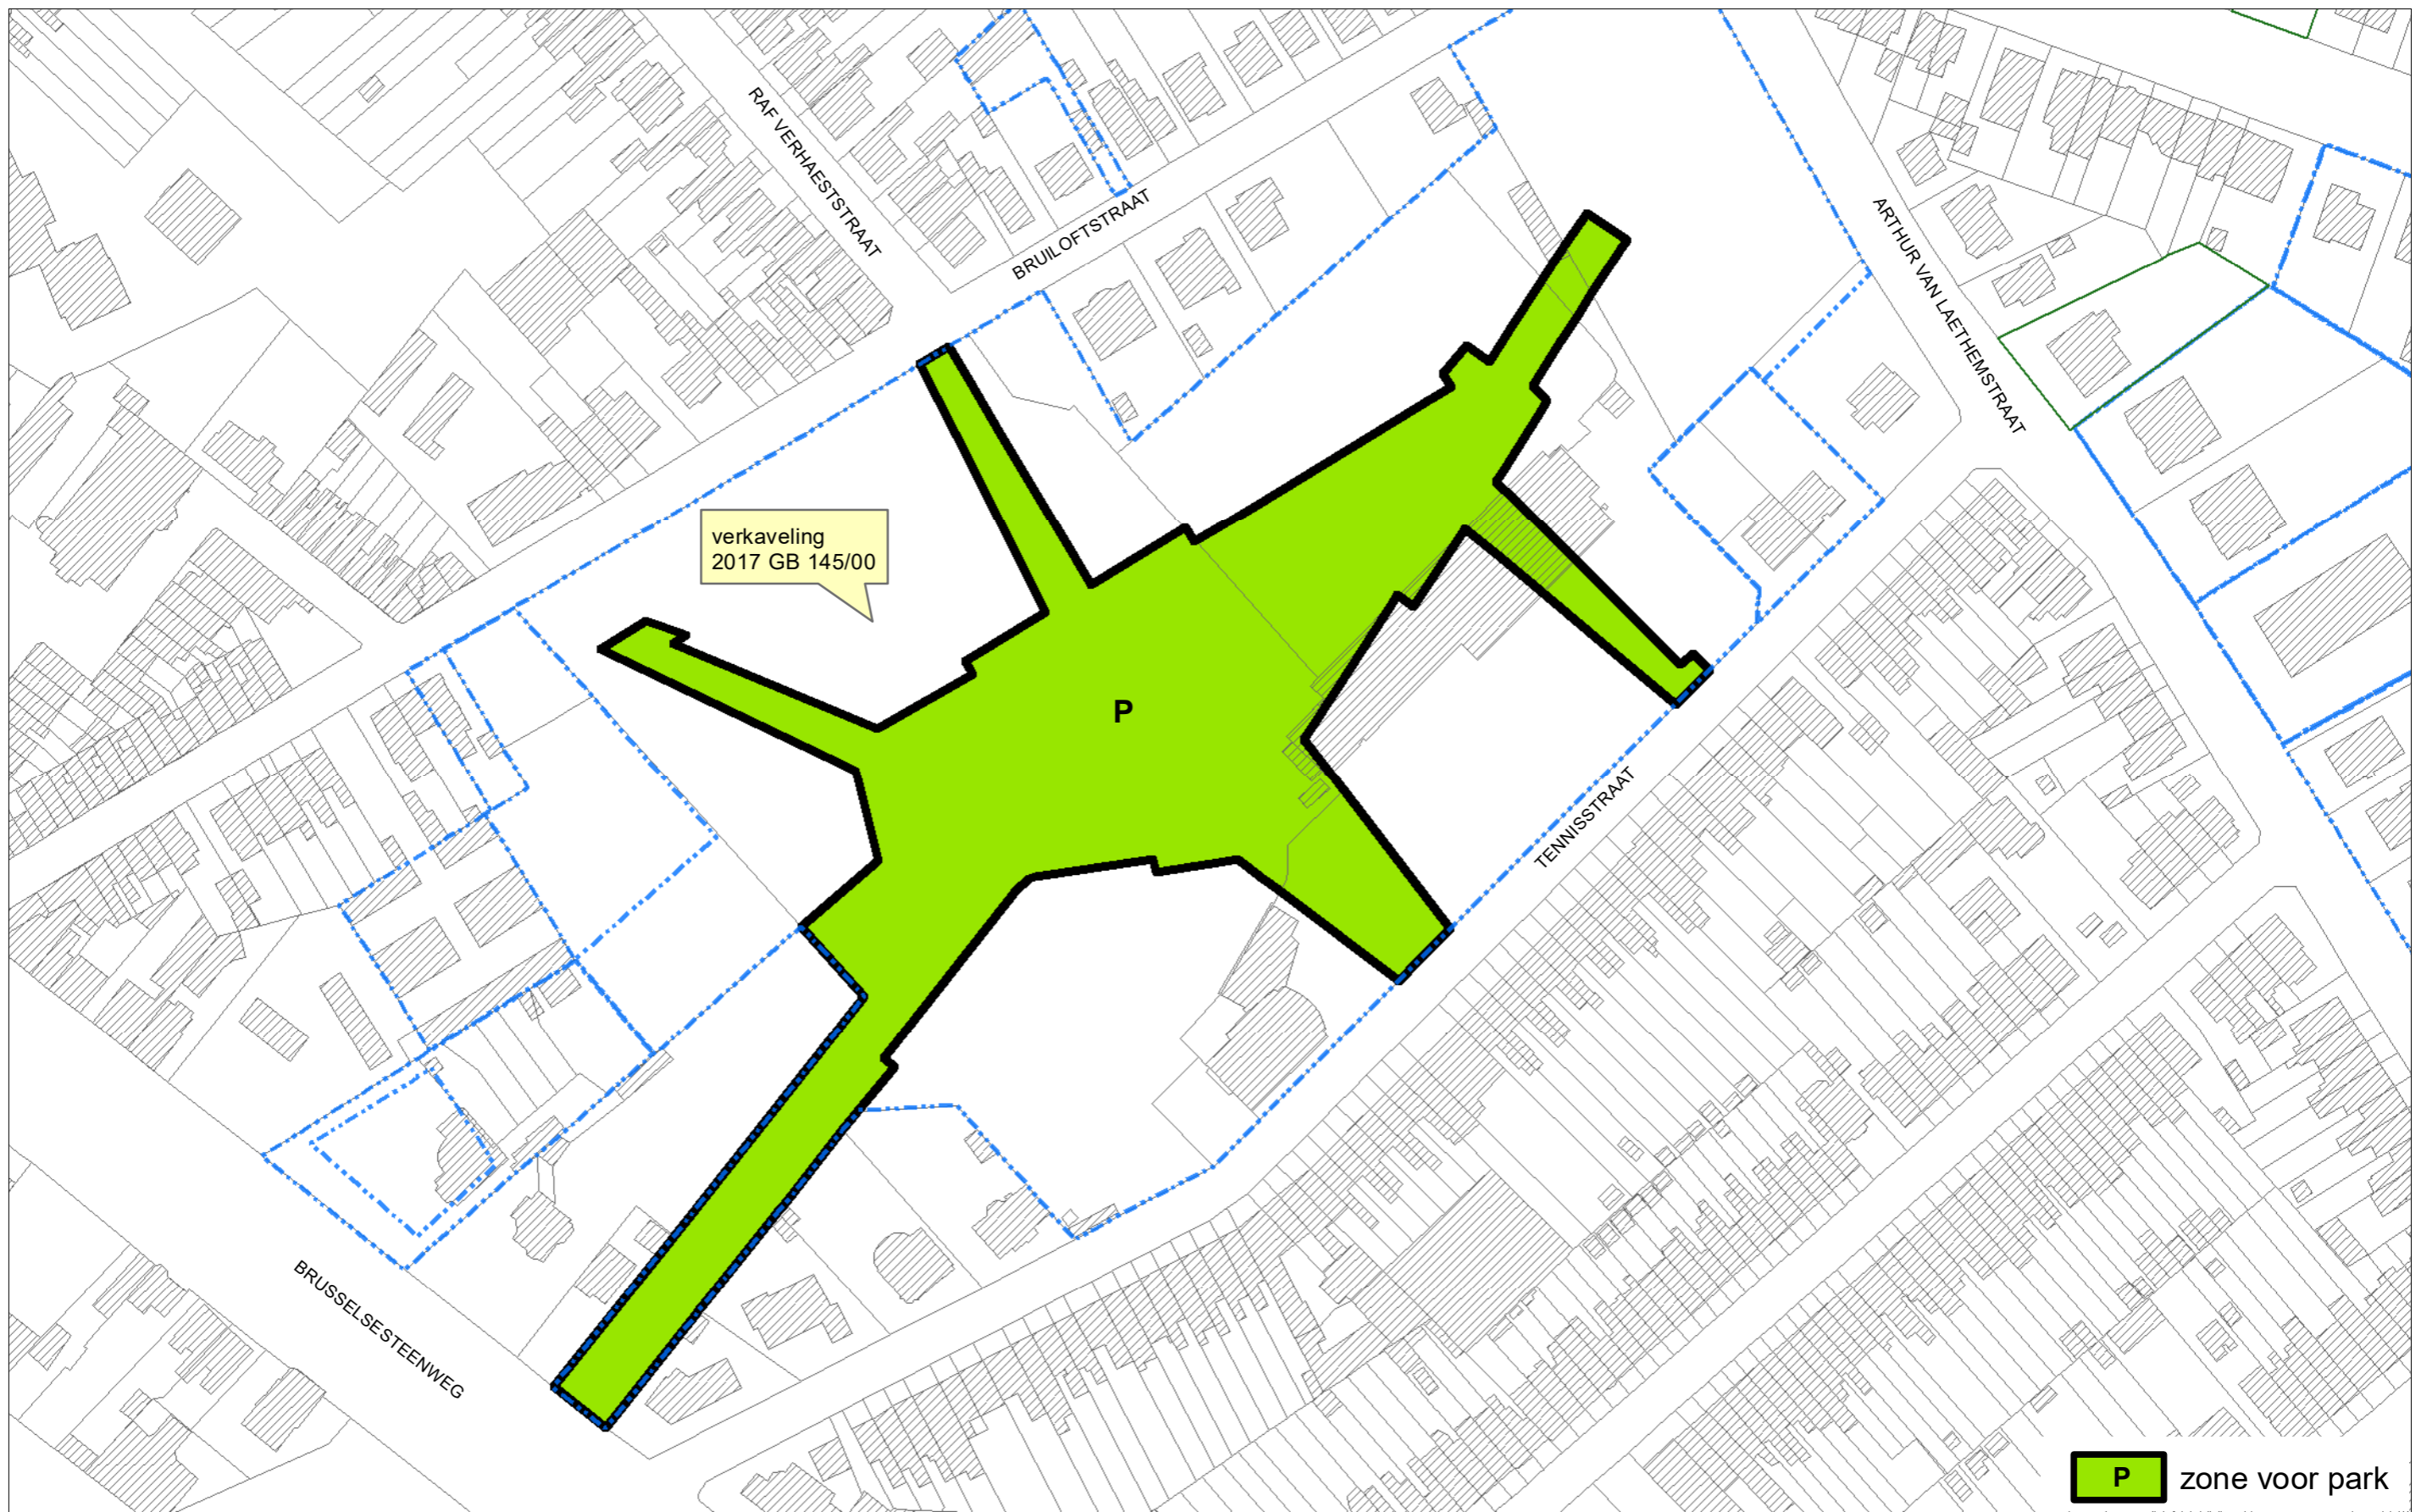 RAF VERHAESTSTRAAT
BRUILOFTSTRAAT
ARTHUR VAN LAETHEMSTRAAT
verkaveling
2017 GB 145/00
P
TENNISSTRAAT
BRUSSELSESTEENWEG
P zone voor park